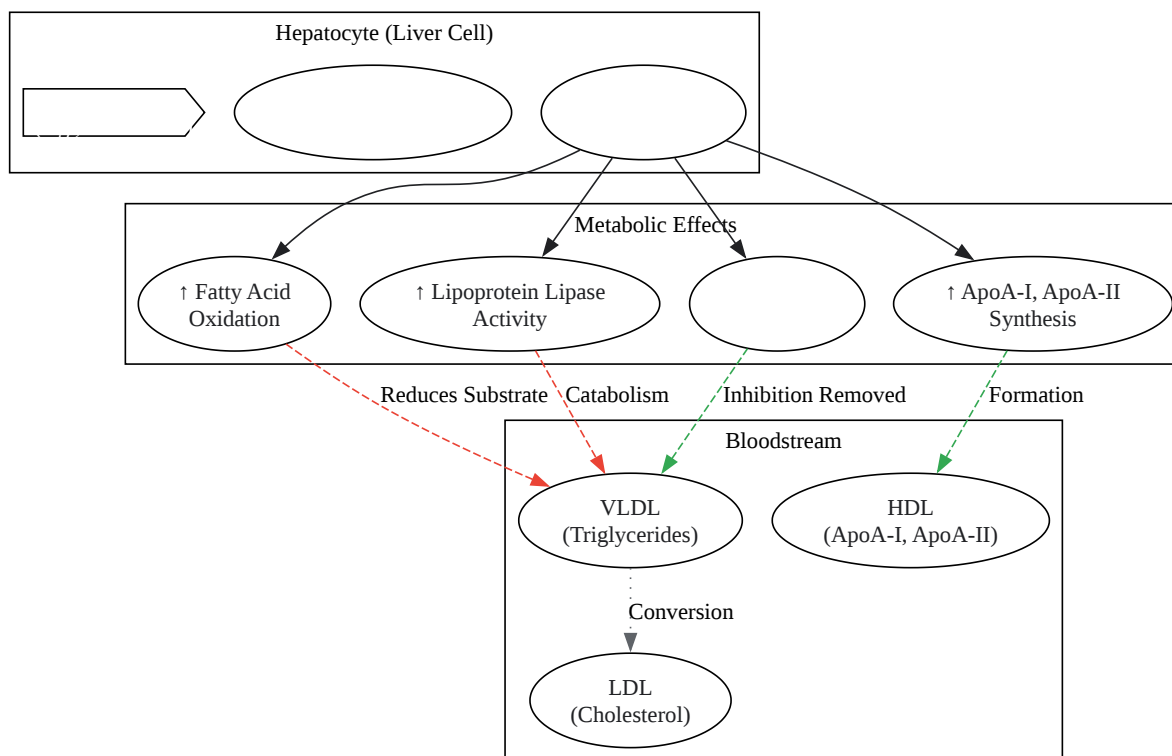 Hepatocyte (Liver Cell)
Metabolic Effects
↑ Fatty Acid
Oxidation
↑ Lipoprotein Lipase
Activity
↑ ApoA-I, ApoA-II
Synthesis
Reduces Substrate
Catabolism
Inhibition Removed
Formation
Bloodstream
VLDL
(Triglycerides)
HDL
(ApoA-I, ApoA-II)
Conversion
LDL
(Cholesterol)